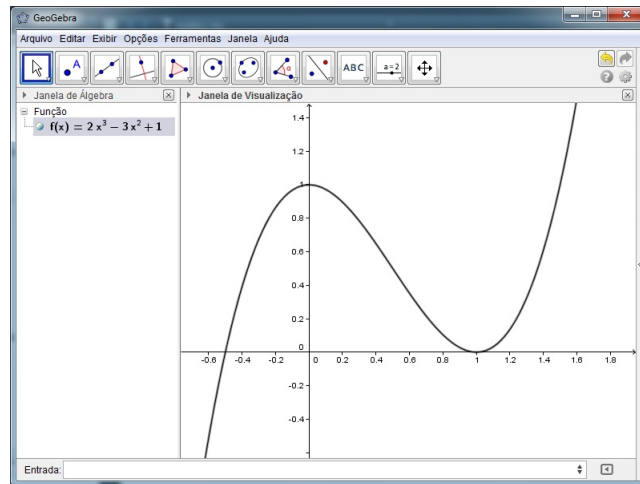 GeoGebra
Arquivo Editar Exibir Opções Ferramentas Janela Ajuda
A ABC a=2
Janela de Álgebra
Janela de Visualização
Função
f(x) = 2 x³ − 3 x² + 1
1.4
1.2
1
0.8
0.6
0.4
0.2
0
-0.2
-0.4
-0.6 -0.4 -0.2 0 0.2 0.4 0.6 0.8 1 1.2 1.4 1.6 1.8
Entrada: